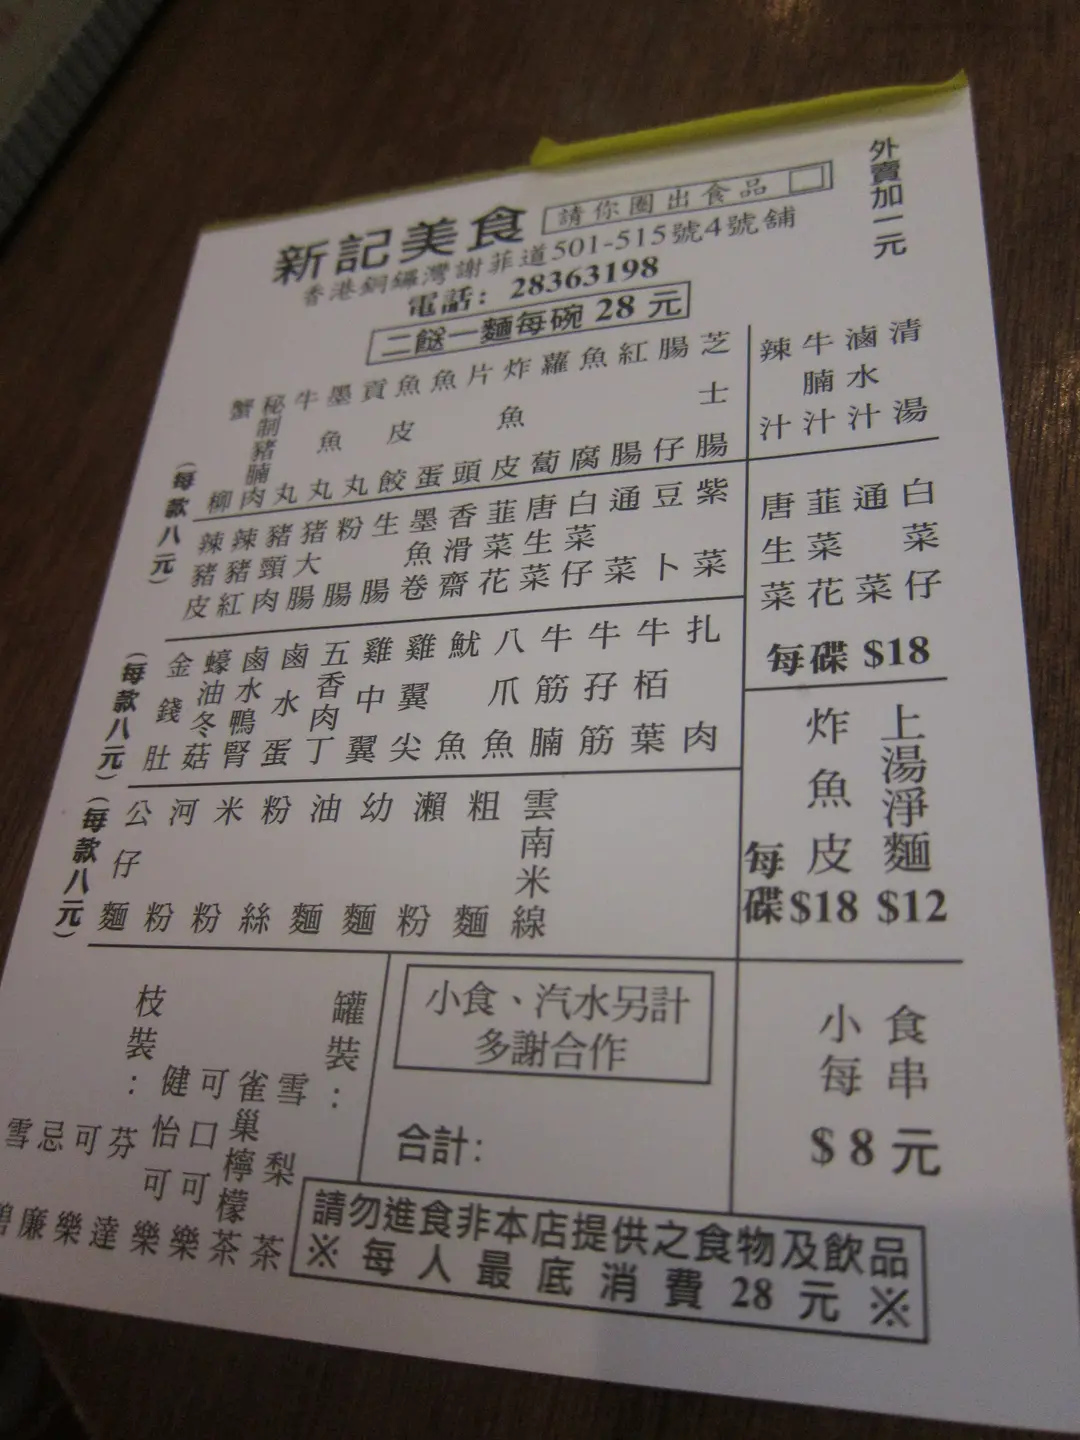 外賣加一元
新記美食
請你圈出食品
香港銅鑼灣謝菲道501-515號4號舖
電話：28363198
二餸一麵每碗 28 元
(每款八元)
芝士腸
腸仔
紅腸
魚腐
蘿蔔
炸魚皮
片頭
魚蛋
魚皮餃
貢丸
墨魚丸
牛丸
秘制豬腩肉
蟹柳
紫菜
豆卜
通菜
白菜仔
唐生菜
韮菜花
香滑齋
墨魚卷
生腸
粉腸
猪大腸
豬頸肉
辣豬紅
辣豬皮
(每款八元)
扎肉
牛栢葉
牛孖筋
牛筋腩
八爪魚
魷魚
雞翼尖
雞中翼
五香肉丁
鹵水蛋
鹵水鴨腎
蠔油冬菇
金錢肚
(每款八元)
雲南米線
粗麵
瀨粉
幼麵
油麵
粉絲
米粉
河粉
公仔麵
清湯
滷水汁
牛腩汁
辣汁
白菜仔
通菜
韮菜花
唐生菜
每碟 $18
上湯淨麵 $12
炸魚皮 $18
每碟
小食、汽水另計
多謝合作
合計：
食串
小每
$ 8 元
罐裝：
雪梨茶
雀巢檸檬茶
可口可樂
健怡可樂
枝裝：
芬達
可樂
忌廉
雪碧
請勿進食非本店提供之食物及飲品
※ 每人最底消費 28 元 ※